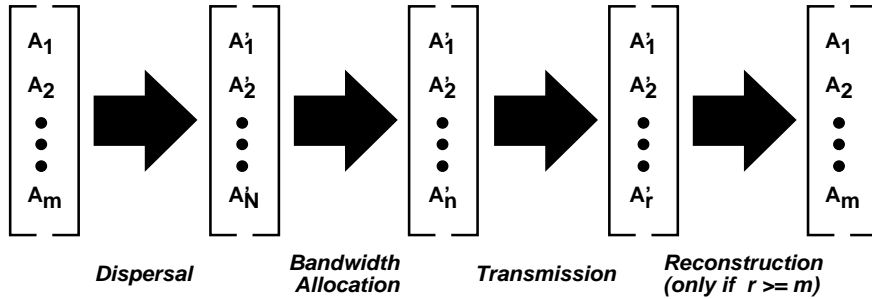 A1 A'1 A'1 A'1 A1
A2 A'2 A'2 A'2 A2
Am A'N A'n A'r Am
Dispersal
Bandwidth
Allocation
Transmission
Reconstruction
(only if r >= m)